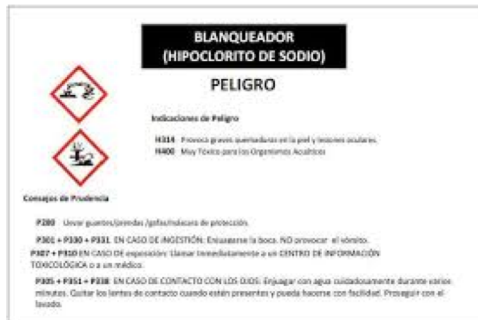 BLANQUEADOR
(HIPOCLORITO DE SODIO)
PELIGRO
Indicaciones de Peligro
H314 Provoca graves quemaduras en la piel y lesiones oculares.
H400 Muy Tóxico para los Organismos Acuáticos
Consejos de Prudencia
P280 Llevar guantes/prendas /gafas/máscara de protección.
P301 + P330 + P331 EN CASO DE INGESTIÓN: Enjuagarse la boca. NO provocar el vómito.
P307 + P310 EN CASO DE exposición: Llamar inmediatamente a un CENTRO DE INFORMACIÓN
TOXICOLÓGICA o a un médico.
P305 + P351 + P338 EN CASO DE CONTACTO CON LOS OJOS: Enjuagar con agua cuidadosamente durante varios
minutos. Quitar los lentes de contacto cuando estén presentes y pueda hacerse con facilidad. Proseguir con el
lavado.